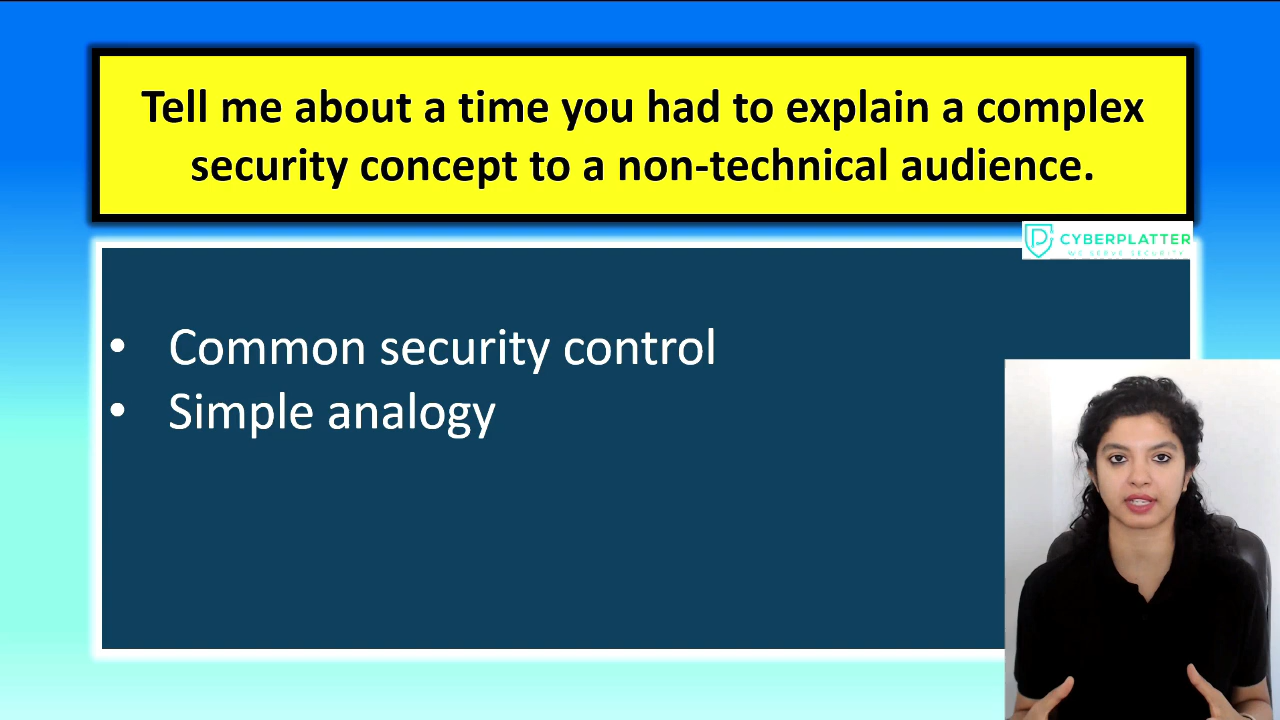 Tell me about a time you had to explain a complex
security concept to a non-technical audience.
CYBERPLATTER
WE SERVE SECURITY
• Common security control
• Simple analogy